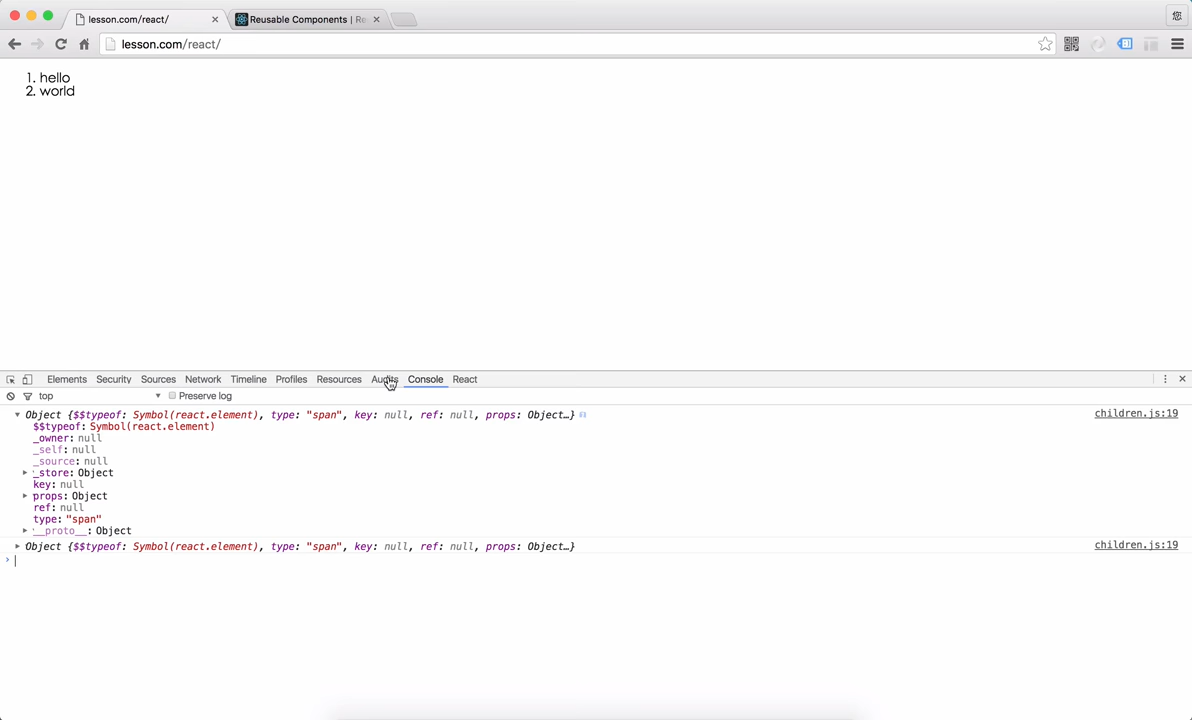 lesson.com/react/
Reusable Components | Re
您
lesson.com/react/
1. hello
2. world
Elements Security Sources Network Timeline Profiles Resources Audits Console React
top Preserve log
Object {$$typeof: Symbol(react.element), type: "span", key: null, ref: null, props: Object…} children.js:19
$$typeof: Symbol(react.element)
_owner: null
_self: null
_source: null
_store: Object
key: null
props: Object
ref: null
type: "span"
__proto__: Object
Object {$$typeof: Symbol(react.element), type: "span", key: null, ref: null, props: Object…} children.js:19